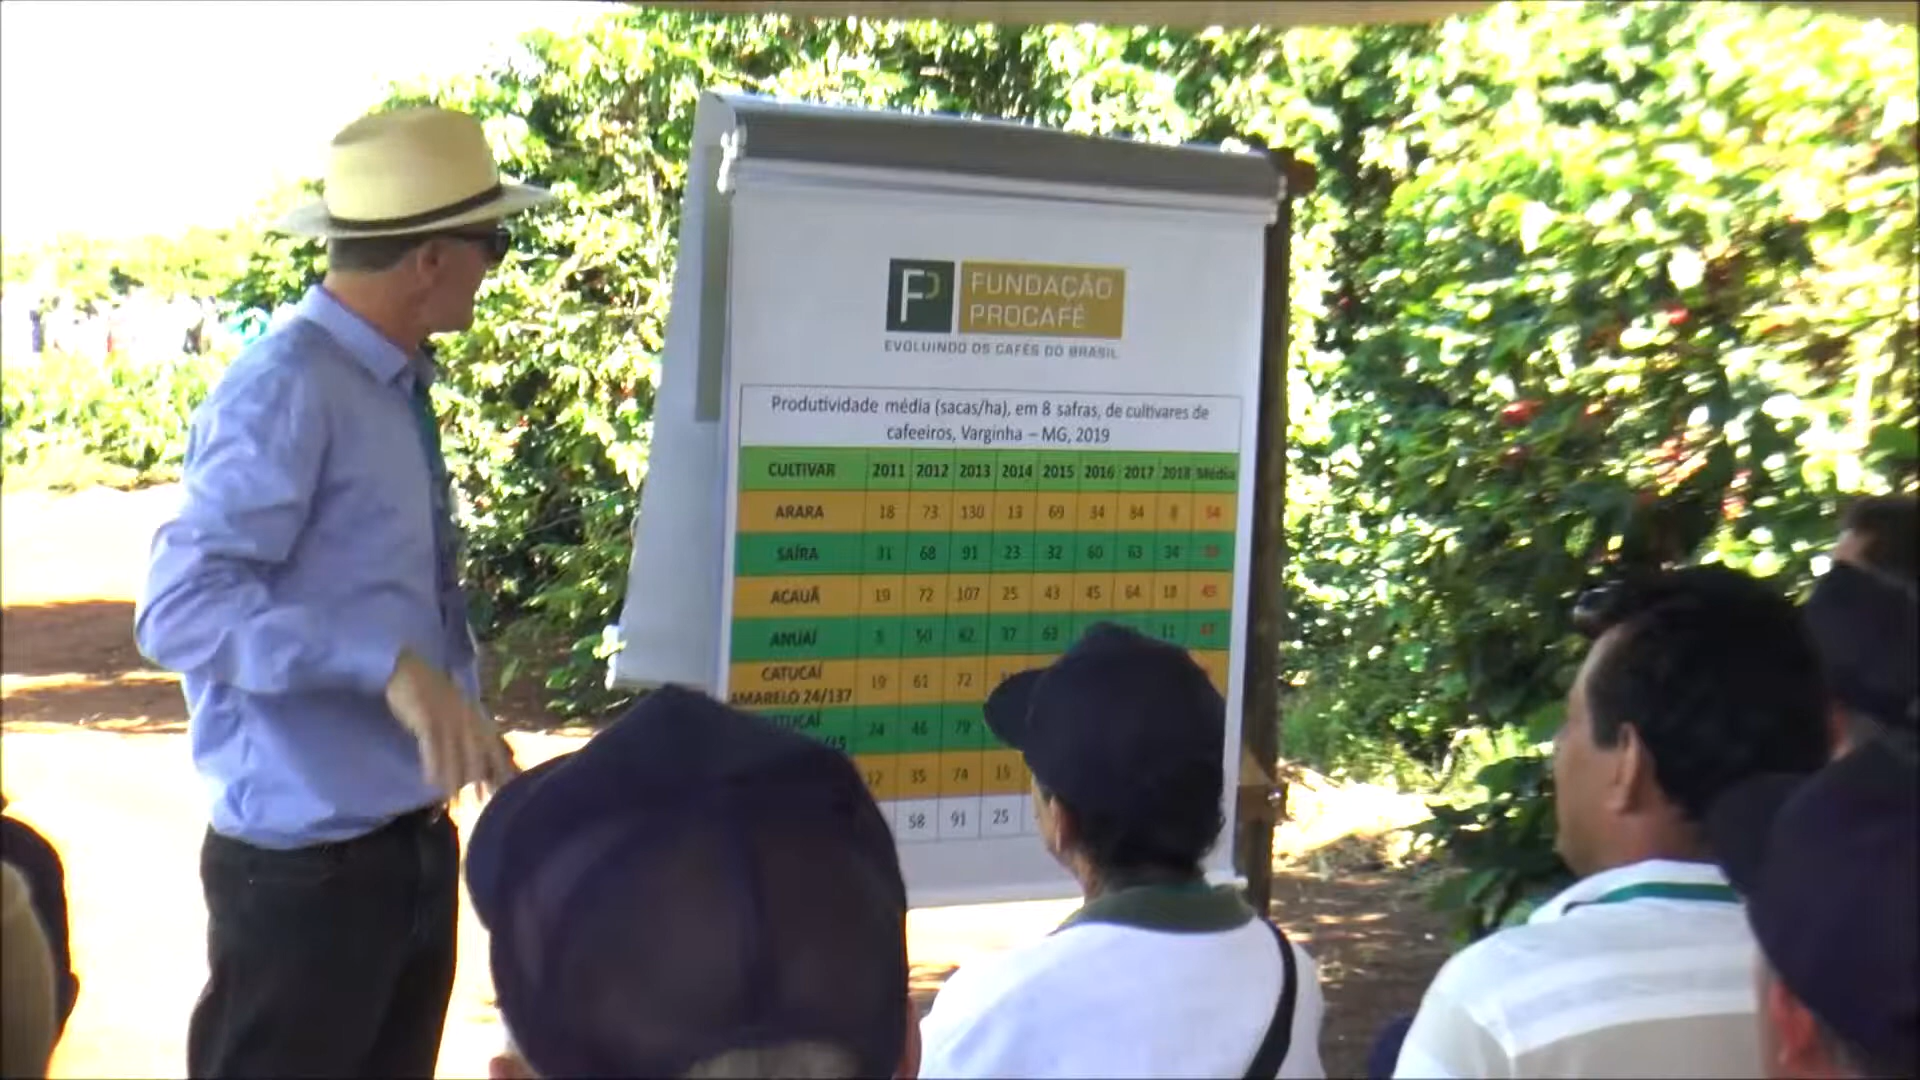 FP FUNDAÇÃO
PROCAFÉ
EVOLUINDO OS CAFÉS DO BRASIL
Produtividade média (sacas/ha), em 8 safras, de cultivares de
cafeeiros, Varginha – MG, 2019
CULTIVAR 2011 2012 2013 2014 2015 2016 2017 2018 Média
ARARA 18 73 130 13 69 34 84 8 54
SAÍRA 31 68 91 23 32 60 63 34
ACAUÃ 19 72 107 25 43 45 64 18 49
ANUAÍ 8 50 82 37 63 11
CATUCAÍ
AMARELO 24/137 19 61 72
24 46 79
35 74 15
58 91 25